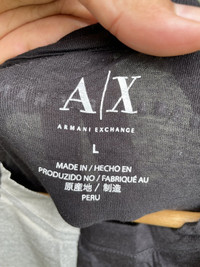 A|X
ARMANI EXCHANGE
L
MADE IN / HECHO EN
PRODUZIDO NO / FABRIQUÉ AU
原産地 / 制造
PERU